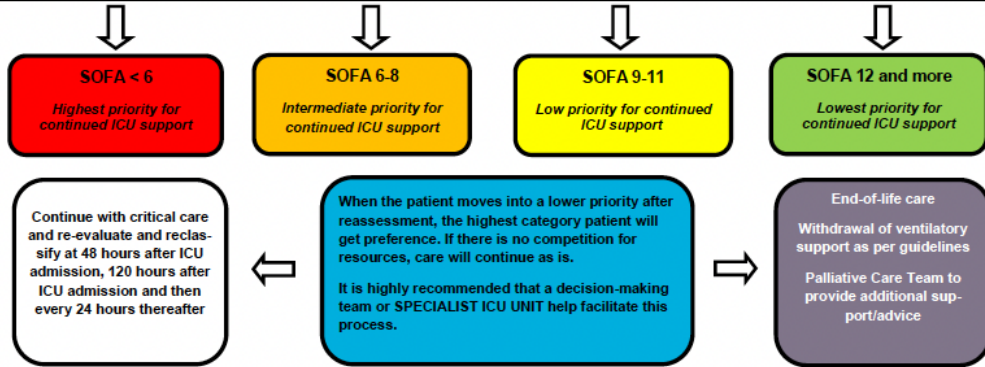 SOFA < 6
Highest priority for
continued ICU support
SOFA 6-8
Intermediate priority for
continued ICU support
SOFA 9-11
Low priority for continued
ICU support
SOFA 12 and more
Lowest priority for
continued ICU support
Continue with critical care
and re-evaluate and reclas-
sify at 48 hours after ICU
admission, 120 hours after
ICU admission and then
every 24 hours thereafter
When the patient moves into a lower priority after
reassessment, the highest category patient will
get preference. If there is no competition for
resources, care will continue as is.
It is highly recommended that a decision-making
team or SPECIALIST ICU UNIT help facilitate this
process.
End-of-life care
Withdrawal of ventilatory
support as per guidelines
Palliative Care Team to
provide additional sup-
port/advice